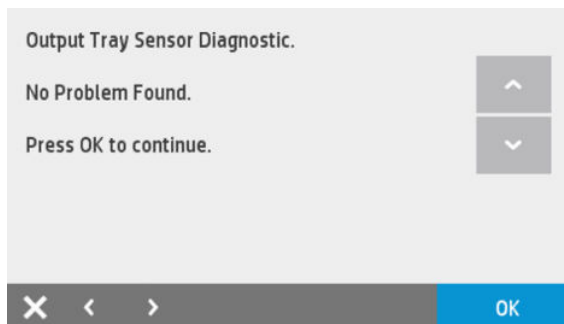 Output Tray Sensor Diagnostic.
No Problem Found.
Press OK to continue.
OK